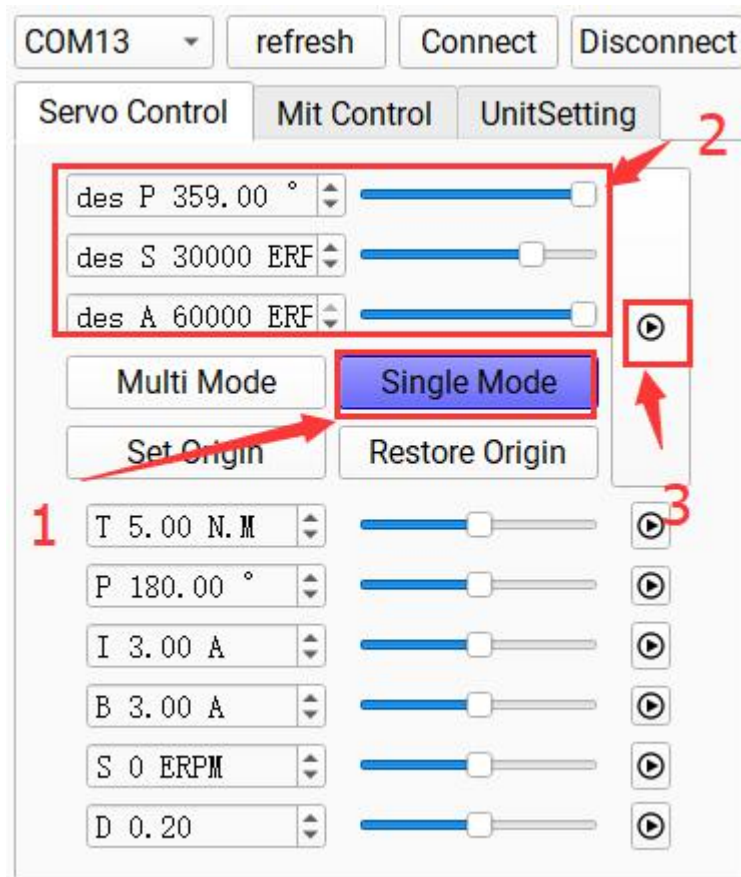 COM13 refresh Connect Disconnect
Servo Control Mit Control UnitSetting
2
des P 359.00 °
des S 30000 ERF
des A 60000 ERF
Multi Mode Single Mode
Set Origin Restore Origin
1
3
T 5.00 N.M
P 180.00 °
I 3.00 A
B 3.00 A
S 0 ERPM
D 0.20